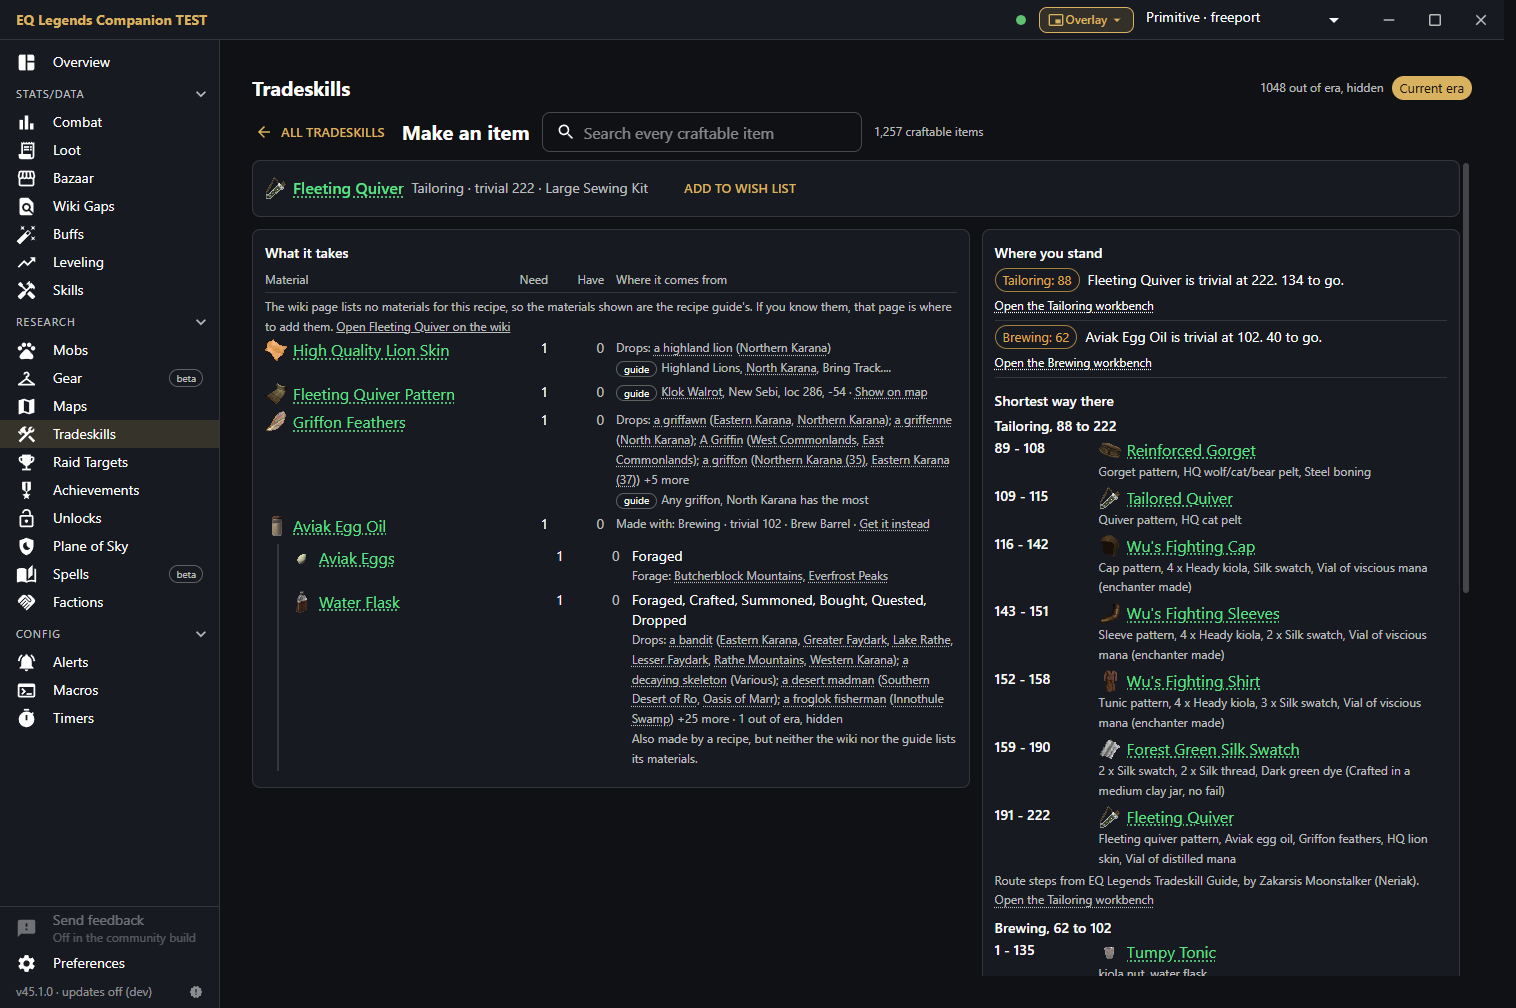 EQ Legends Companion TEST
Overlay
Primitive · freeport
Overview
STATS/DATA
Combat
Loot
Bazaar
Wiki Gaps
Buffs
Leveling
Skills
RESEARCH
Mobs
Gear beta
Maps
Tradeskills
Raid Targets
Achievements
Unlocks
Plane of Sky
Spells beta
Factions
CONFIG
Alerts
Macros
Timers
Send feedback
Off in the community build
Preferences
v45.1.0 · updates off (dev)
Tradeskills
1048 out of era, hidden Current era
ALL TRADESKILLS Make an item Search every craftable item 1,257 craftable items
Fleeting Quiver Tailoring · trivial 222 · Large Sewing Kit ADD TO WISH LIST
What it takes
Material Need Have Where it comes from
The wiki page lists no materials for this recipe, so the materials shown are the recipe guide's. If you know them, that page is where
to add them. Open Fleeting Quiver on the wiki
High Quality Lion Skin 1 0 Drops: a highland lion (Northern Karana)
guide Highland Lions, North Karana, Bring Track....
Fleeting Quiver Pattern 1 0 guide Klok Walrot, New Sebi, loc 286, -54 · Show on map
Griffon Feathers 1 0 Drops: a griffawn (Eastern Karana, Northern Karana); a griffenne
(North Karana); A Griffin (West Commonlands, East
Commonlands); a griffon (Northern Karana (35), Eastern Karana
(37)) +5 more
guide Any griffon, North Karana has the most
Aviak Egg Oil 1 0 Made with: Brewing · trivial 102 · Brew Barrel · Get it instead
Aviak Eggs 1 0 Foraged
Forage: Butcherblock Mountains, Everfrost Peaks
Water Flask 1 0 Foraged, Crafted, Summoned, Bought, Quested,
Dropped
Drops: a bandit (Eastern Karana, Greater Faydark, Lake Rathe,
Lesser Faydark, Rathe Mountains, Western Karana); a
decaying skeleton (Various); a desert madman (Southern
Desert of Ro, Oasis of Marr); a froglok fisherman (Innothule
Swamp) +25 more · 1 out of era, hidden
Also made by a recipe, but neither the wiki nor the guide lists
its materials.
Where you stand
Tailoring: 88 Fleeting Quiver is trivial at 222. 134 to go.
Open the Tailoring workbench
Brewing: 62 Aviak Egg Oil is trivial at 102. 40 to go.
Open the Brewing workbench
Shortest way there
Tailoring, 88 to 222
89 - 108 Reinforced Gorget
Gorget pattern, HQ wolf/cat/bear pelt, Steel boning
109 - 115 Tailored Quiver
Quiver pattern, HQ cat pelt
116 - 142 Wu's Fighting Cap
Cap pattern, 4 x Heady kiola, Silk swatch, Vial of viscious mana
(enchanter made)
143 - 151 Wu's Fighting Sleeves
Sleeve pattern, 4 x Heady kiola, 2 x Silk swatch, Vial of viscious
mana (enchanter made)
152 - 158 Wu's Fighting Shirt
Tunic pattern, 4 x Heady kiola, 3 x Silk swatch, Vial of viscious
mana (enchanter made)
159 - 190 Forest Green Silk Swatch
2 x Silk swatch, 2 x Silk thread, Dark green dye (Crafted in a
medium clay jar, no fail)
191 - 222 Fleeting Quiver
Fleeting quiver pattern, Aviak egg oil, Griffon feathers, HQ lion
skin, Vial of distilled mana
Route steps from EQ Legends Tradeskill Guide, by Zakarsis Moonstalker (Neriak).
Open the Tailoring workbench
Brewing, 62 to 102
1 - 135 Tumpy Tonic
kiola nut, water flask